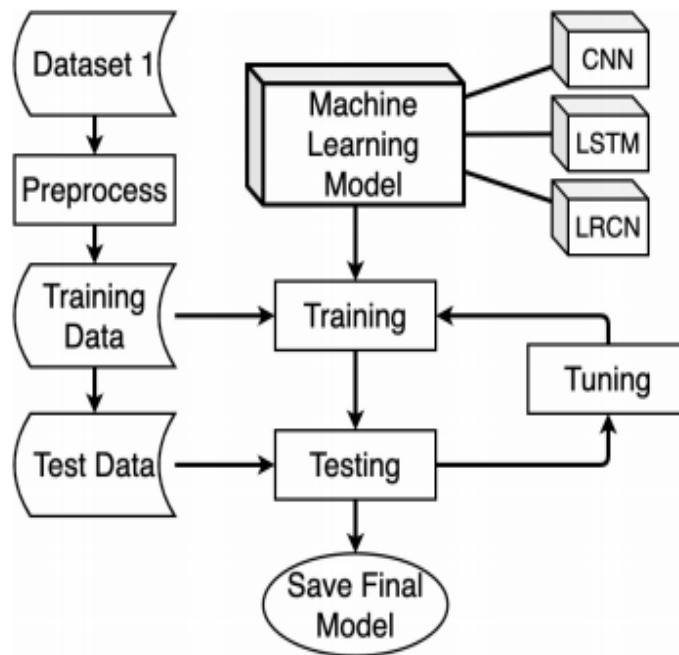 Dataset 1
Preprocess
Training
Data
Test Data
Machine
Learning
Model
CNN
LSTM
LRCN
Training
Testing
Tuning
Save Final
Model